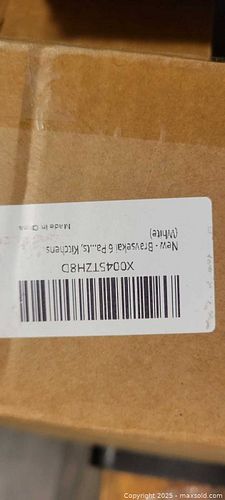 X0045TZH8D
New - Bravsekai 6 Pa...ts, Kitchens
(White)
Made in China
Copyright © 2025 - maxsold.com